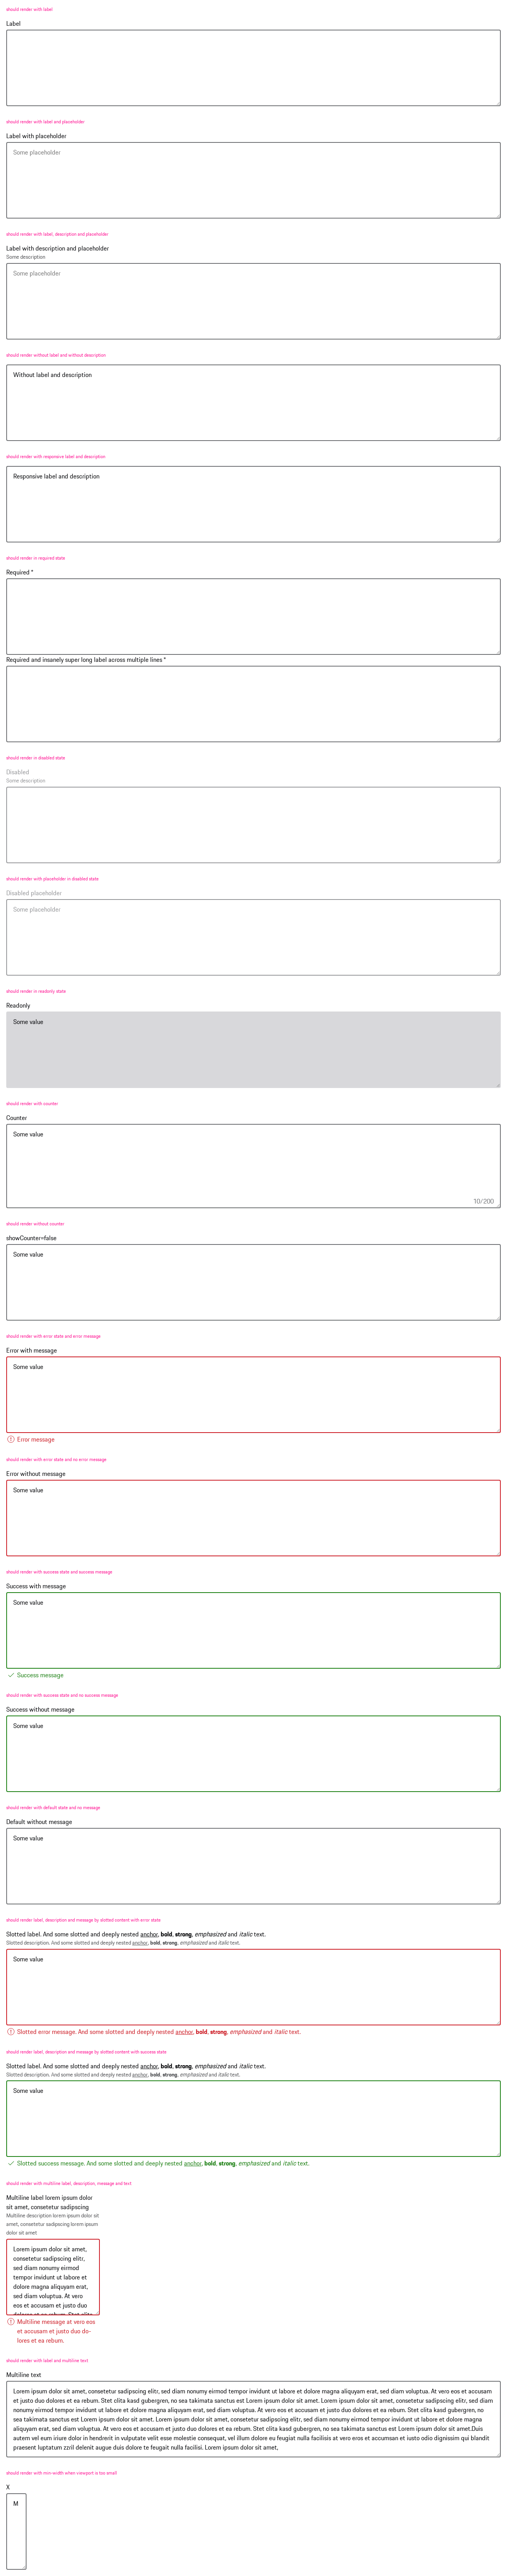 should render with label
Label
should render with label and placeholder
Label with placeholder
Some placeholder
should render with label, description and placeholder
Label with description and placeholder
Some description
Some placeholder
should render without label and without description
Without label and description
should render with responsive label and description
Responsive label and description
should render in required state
Required *
Required and insanely super long label across multiple lines *
should render in disabled state
Disabled
Some description
should render with placeholder in disabled state
Disabled placeholder
Some placeholder
should render in readonly state
Readonly
Some value
should render with counter
Counter
Some value
10/200
should render without counter
showCounter=false
Some value
should render with error state and error message
Error with message
Some value
Error message
should render with error state and no error message
Error without message
Some value
should render with success state and success message
Success with message
Some value
Success message
should render with success state and no success message
Success without message
Some value
should render with default state and no message
Default without message
Some value
should render label, description and message by slotted content with error state
Slotted label. And some slotted and deeply nested anchor, bold, strong, emphasized and italic text.
Slotted description. And some slotted and deeply nested anchor, bold, strong, emphasized and italic text.
Some value
Slotted error message. And some slotted and deeply nested anchor, bold, strong, emphasized and italic text.
should render label, description and message by slotted content with success state
Slotted label. And some slotted and deeply nested anchor, bold, strong, emphasized and italic text.
Slotted description. And some slotted and deeply nested anchor, bold, strong, emphasized and italic text.
Some value
Slotted success message. And some slotted and deeply nested anchor, bold, strong, emphasized and italic text.
should render with multiline label, description, message and text
Multiline label lorem ipsum dolor
sit amet, consetetur sadipscing
Multiline description lorem ipsum dolor sit
amet, consetetur sadipscing lorem ipsum
dolor sit amet
Lorem ipsum dolor sit amet,
consetetur sadipscing elitr,
sed diam nonumy eirmod
tempor invidunt ut labore et
dolore magna aliquyam erat,
sed diam voluptua. At vero
eos et accusam et justo duo
dolores et ea rebum. Stet clita
Multiline message at vero eos
et accusam et justo duo do-
lores et ea rebum.
should render with label and multiline text
Multiline text
Lorem ipsum dolor sit amet, consetetur sadipscing elitr, sed diam nonumy eirmod tempor invidunt ut labore et dolore magna aliquyam erat, sed diam voluptua. At vero eos et accusam
et justo duo dolores et ea rebum. Stet clita kasd gubergren, no sea takimata sanctus est Lorem ipsum dolor sit amet. Lorem ipsum dolor sit amet, consetetur sadipscing elitr, sed diam
nonumy eirmod tempor invidunt ut labore et dolore magna aliquyam erat, sed diam voluptua. At vero eos et accusam et justo duo dolores et ea rebum. Stet clita kasd gubergren, no
sea takimata sanctus est Lorem ipsum dolor sit amet. Lorem ipsum dolor sit amet, consetetur sadipscing elitr, sed diam nonumy eirmod tempor invidunt ut labore et dolore magna
aliquyam erat, sed diam voluptua. At vero eos et accusam et justo duo dolores et ea rebum. Stet clita kasd gubergren, no sea takimata sanctus est Lorem ipsum dolor sit amet.Duis
autem vel eum iriure dolor in hendrerit in vulputate velit esse molestie consequat, vel illum dolore eu feugiat nulla facilisis at vero eros et accumsan et iusto odio dignissim qui blandit
praesent luptatum zzril delenit augue duis dolore te feugait nulla facilisi. Lorem ipsum dolor sit amet,
should render with min-width when viewport is too small
X
M